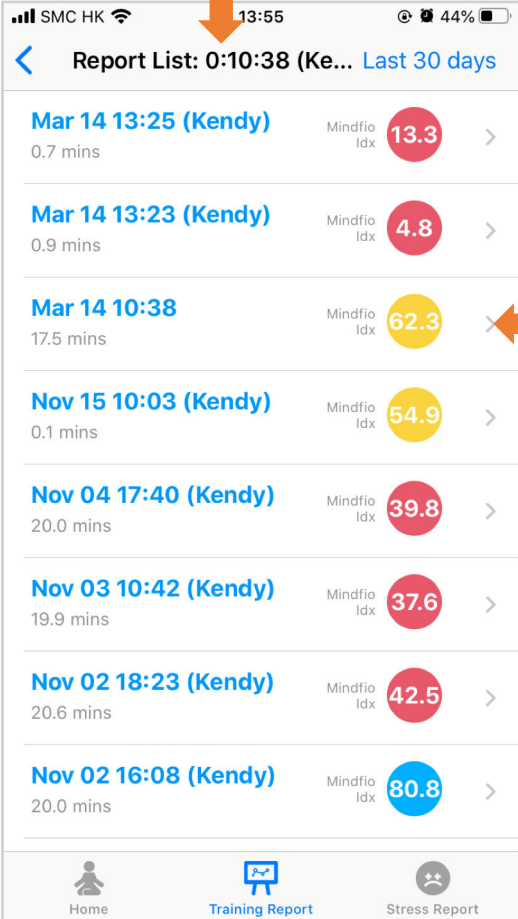 SMC HK 13:55 44%
Report List: 0:10:38 (Ke... Last 30 days
Mar 14 13:25 (Kendy)
0.7 mins
Mindfio
Idx
13.3
Mar 14 13:23 (Kendy)
0.9 mins
Mindfio
Idx
4.8
Mar 14 10:38
17.5 mins
Mindfio
Idx
62.3
Nov 15 10:03 (Kendy)
0.1 mins
Mindfio
Idx
54.9
Nov 04 17:40 (Kendy)
20.0 mins
Mindfio
Idx
39.8
Nov 03 10:42 (Kendy)
19.9 mins
Mindfio
Idx
37.6
Nov 02 18:23 (Kendy)
20.6 mins
Mindfio
Idx
42.5
Nov 02 16:08 (Kendy)
20.0 mins
Mindfio
Idx
80.8
Home Training Report Stress Report